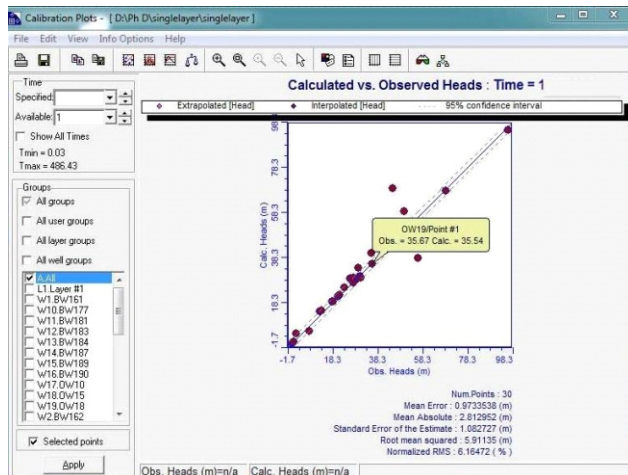 Calibration Plots - [ D:\Ph D\singlelayer\singlelayer ]
File Edit View Info Options Help
Time
Specified:
Available: 1
Show All Times
Tmin = 0.03
Tmax = 486.43
Groups
All groups
All user groups
All layer groups
All well groups
A.All
L1.Layer #1
W1.BW161
W10.BW177
W11.BW181
W12.BW183
W13.BW184
W14.BW187
W15.BW189
W16.BW190
W17.OW10
W18.OW15
W19.OW18
W2.BW162
Selected points
Apply
Calculated vs. Observed Heads : Time = 1
Extrapolated [Head] Interpolated [Head] 95% confidence interval
Calc. Heads (m)
98.3
78.3
58.3
38.3
18.3
-1.7
OW19/Point #1
Obs. = 35.67 Calc. = 35.54
-1.7 18.3 38.3 58.3 78.3 98.3
Obs. Heads (m)
Num.Points : 30
Mean Error : 0.9733538 (m)
Mean Absolute : 2.812952 (m)
Standard Error of the Estimate : 1.082727 (m)
Root mean squared : 5.91135 (m)
Normalized RMS : 6.16472 ( % )
Obs. Heads (m)=n/a Calc. Heads (m)=n/a